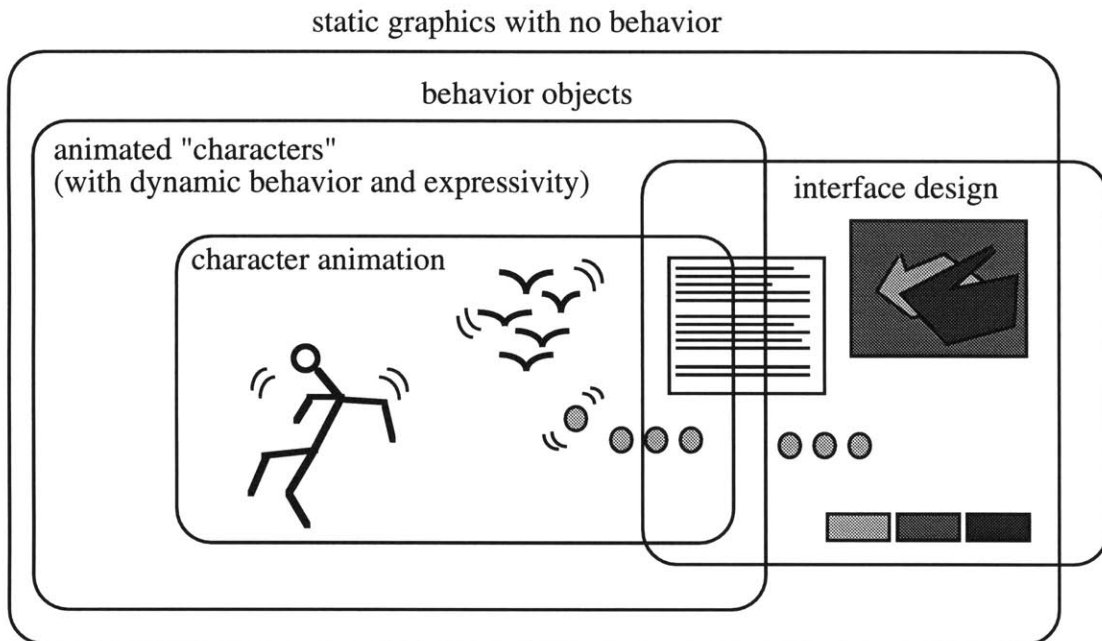 static graphics with no behavior
behavior objects
animated "characters"
(with dynamic behavior and expressivity)
interface design
character animation